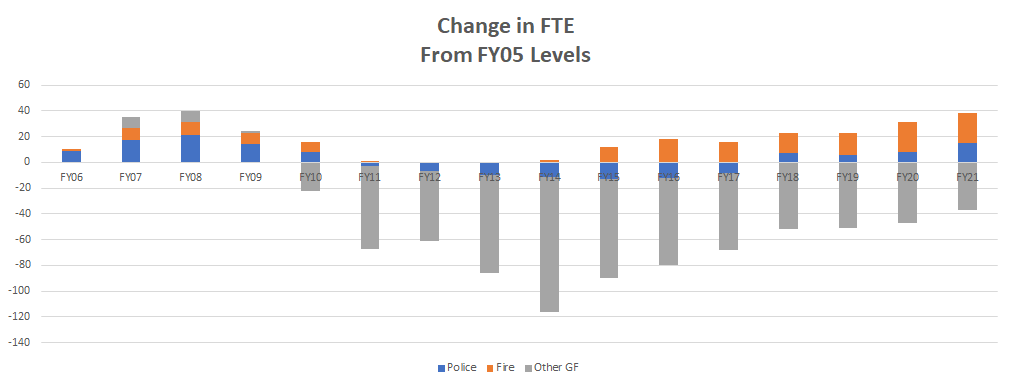 Change in FTE
From FY05 Levels
60
40
20
0
-20
-40
-60
-80
-100
-120
-140
FY06 FY07 FY08 FY09 FY10 FY11 FY12 FY13 FY14 FY15 FY16 FY17 FY18 FY19 FY20 FY21
Police Fire Other GF